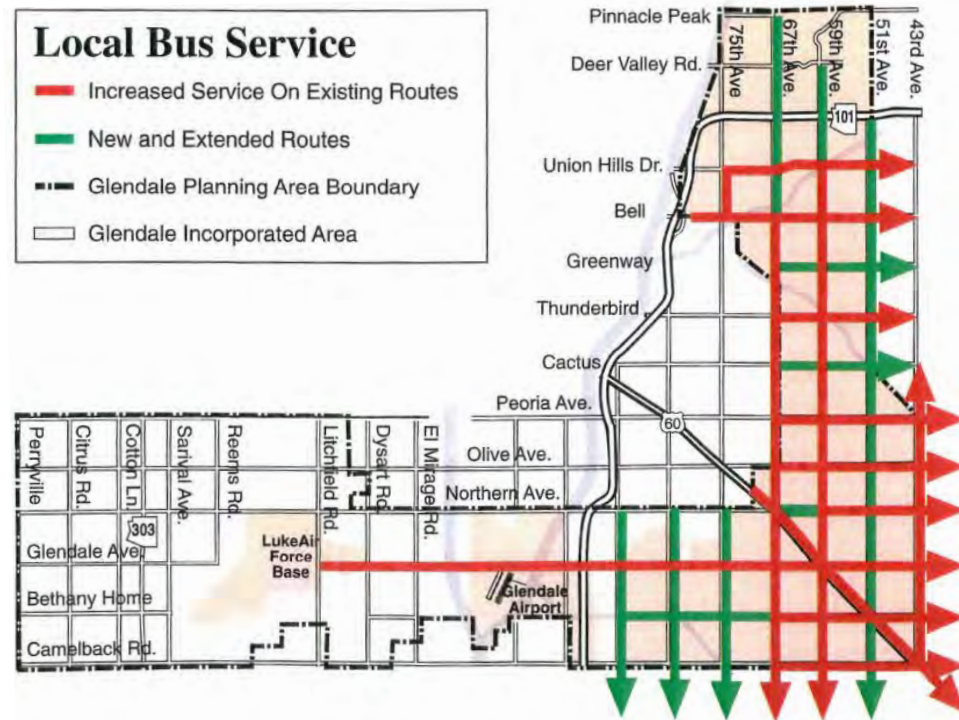 Local Bus Service
Increased Service On Existing Routes
New and Extended Routes
Glendale Planning Area Boundary
Glendale Incorporated Area
Pinnacle Peak
Deer Valley Rd.
Union Hills Dr.
Bell
Greenway
Thunderbird
Cactus
Peoria Ave.
Olive Ave.
Northern Ave.
75th Ave
67th Ave.
59th Ave.
51st Ave.
43rd Ave.
101
60
Perryville
Citrus Rd.
Cotton Ln.
Sarival Ave.
Reems Rd.
Litchfield Rd.
Dysart Rd.
El Mirage Rd.
303
Glendale Ave.
Bethany Home
Camelback Rd.
LukeAir
Force
Base
Glendale
Airport